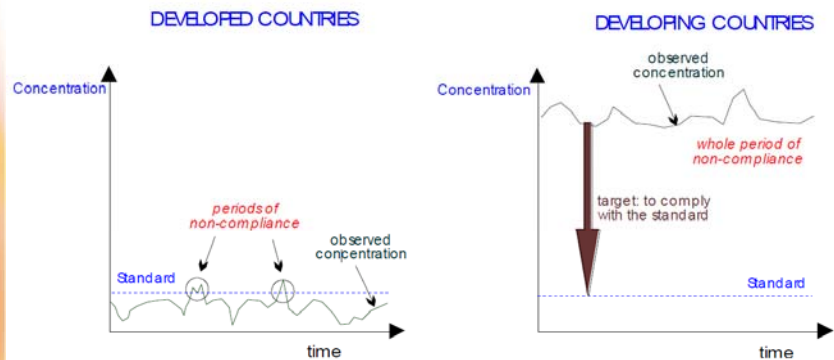 DEVELOPED COUNTRIES
Concentration
periods of
non-compliance
observed
concentration
Standard
time
DEVELOPING COUNTRIES
observed
concentration
Concentration
whole period of
non-compliance
target: to comply
with the standard
Standard
time